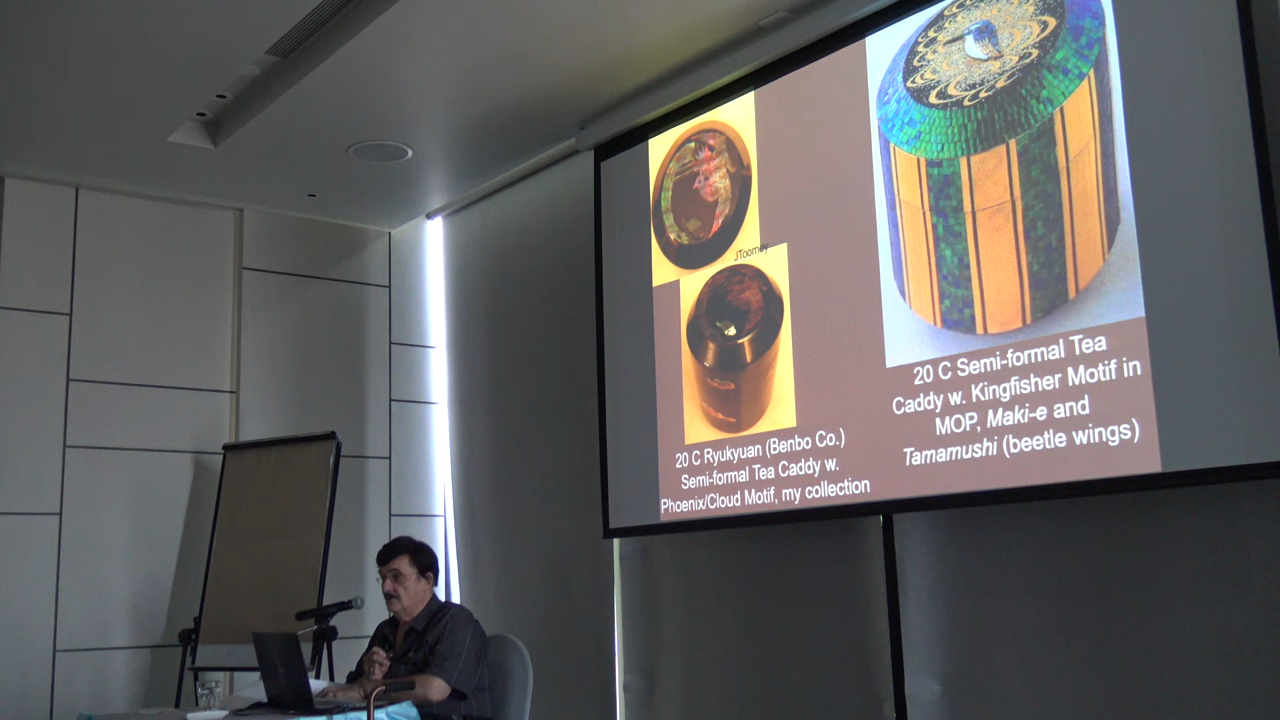 JToomey
20 C Ryukyuan (Benbo Co.)
Semi-formal Tea Caddy w.
Phoenix/Cloud Motif, my collection
20 C Semi-formal Tea
Caddy w. Kingfisher Motif in
MOP, Maki-e and
Tamamushi (beetle wings)